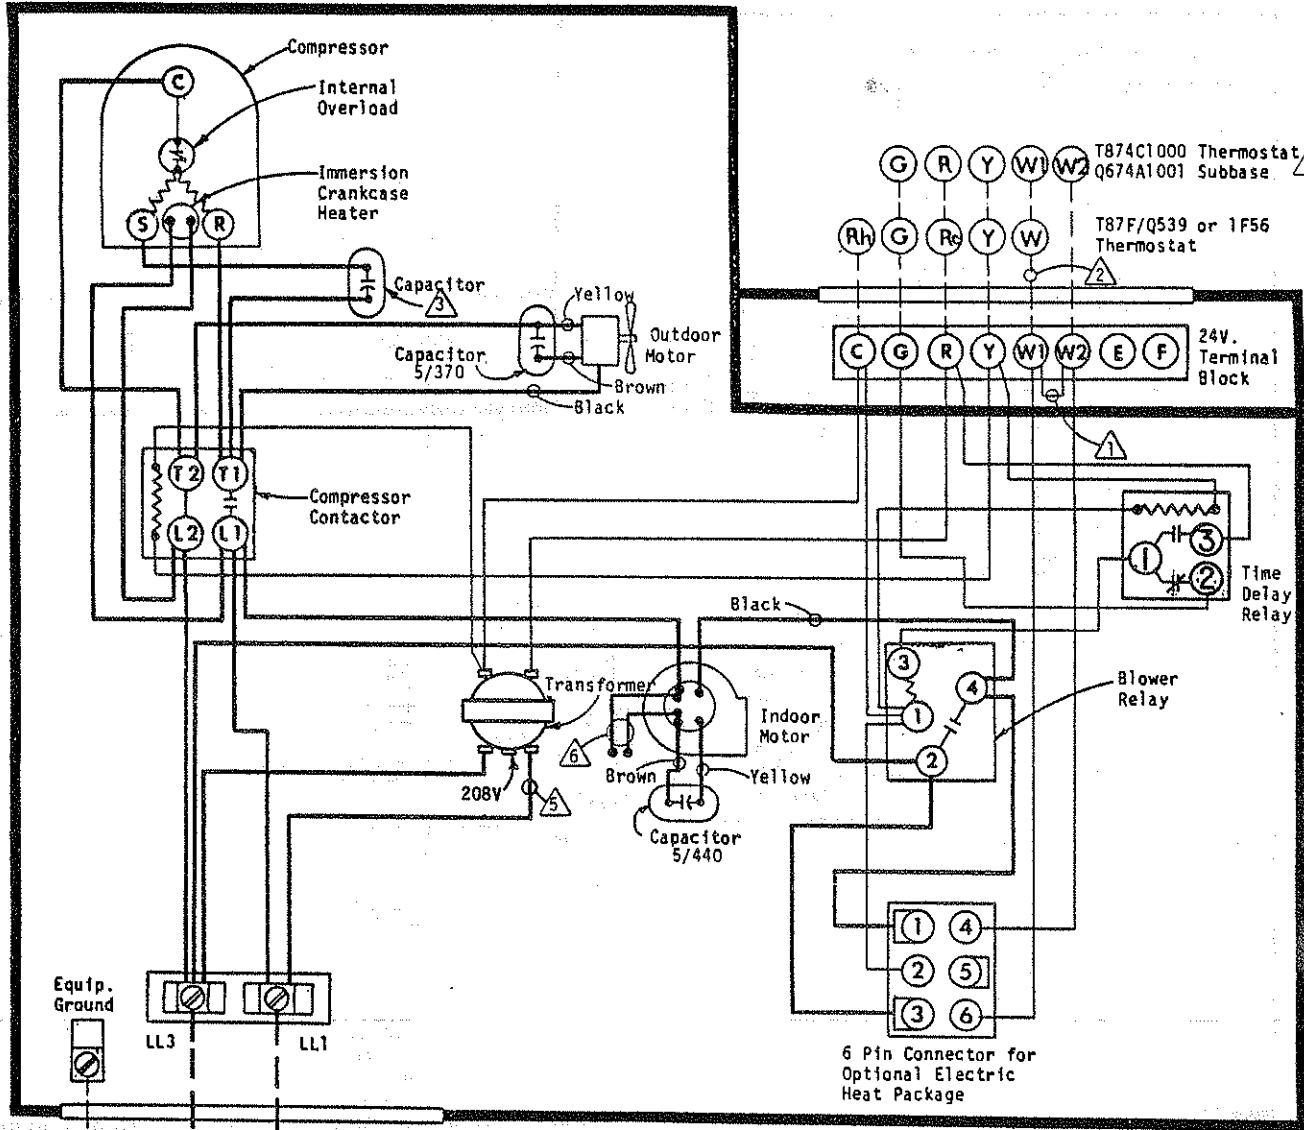 Compressor
C
Internal
Overload
Immersion
Crankcase
Heater
S
R
Capacitor
3
Yellow
Capacitor
5/370
Outdoor
Motor
Brown
Black
G R Y W1 W2
T874C1000 Thermostat
Q674A1001 Subbase
Rh G Rc Y W
T87F/Q539 or 1F56
Thermostat
2
C G R Y W1 W2 E F
24V.
Terminal
Block
1
T2 T1
L2 L1
Compressor
Contactor
1
3
2
Time
Delay
Relay
Black
3
4
1
2
Blower
Relay
Transformer
208V
5
Indoor
Motor
6
Brown
Yellow
Capacitor
5/440
1 4
2 5
3 6
6 Pin Connector for
Optional Electric
Heat Package
Equip.
Ground
LL3
LL1